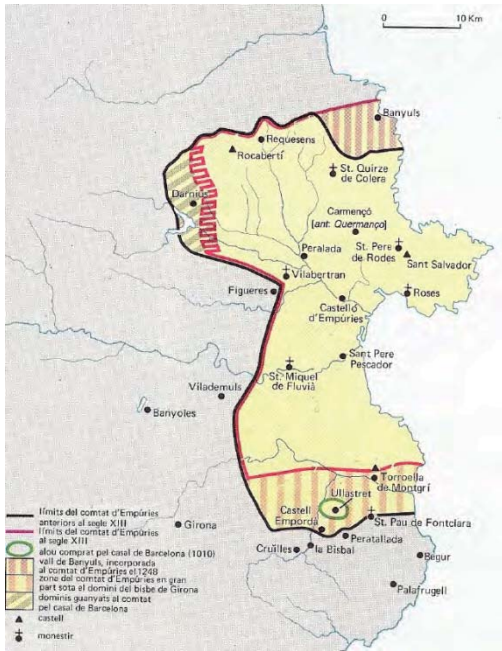 0 10 Km
Banyuls
Requesens
Rocabertí
St. Quirze
de Colera
Darnius
Carmençó
[ant: Quermançó]
St. Pere
de Rodes
Peralada
Sant Salvador
Vilabertran
Figueres
Roses
Castelló
d'Empúries
Sant Pere
Pescador
St. Miquel
de Fluvià
Vilademuls
Banyoles
Torroella
de Montgrí
Ullastret
Castell
Empordà
St. Pau de Fontclara
Girona
Peratallada
Cruïlles
la Bisbal
Begur
Palafrugell
límits del comtat d'Empúries
anteriors al segle XIII
límits del comtat d'Empúries
al segle XIII
alou comprat pel casal de Barcelona (1010)
vall de Banyuls, incorporada
al comtat d'Empúries el 1248
zone del comtat d'Empúries en gran
part sota el domini del bisbe de Girona
dominis guanyats al comtat
pel casal de Barcelona
castell
monestir